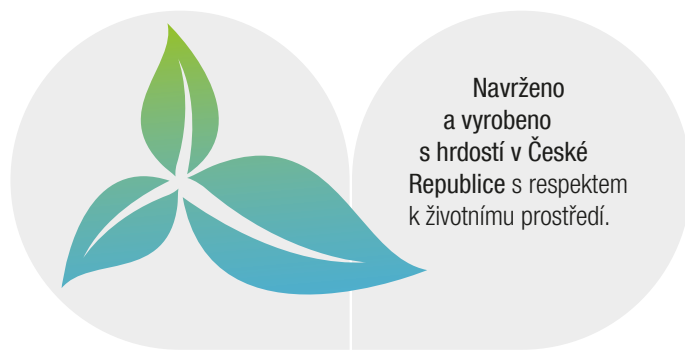 Navrženo
a vyrobeno
s hrdostí v České
Republice s respektem
k životnímu prostředí.